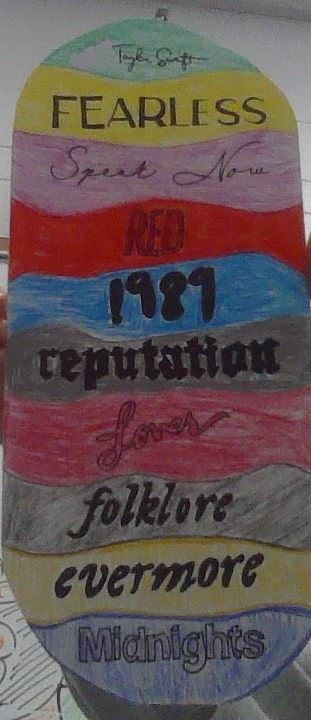 Taylor Swift
FEARLESS
Speak Now
RED
1989
reputation
Lover
folklore
evermore
Midnights